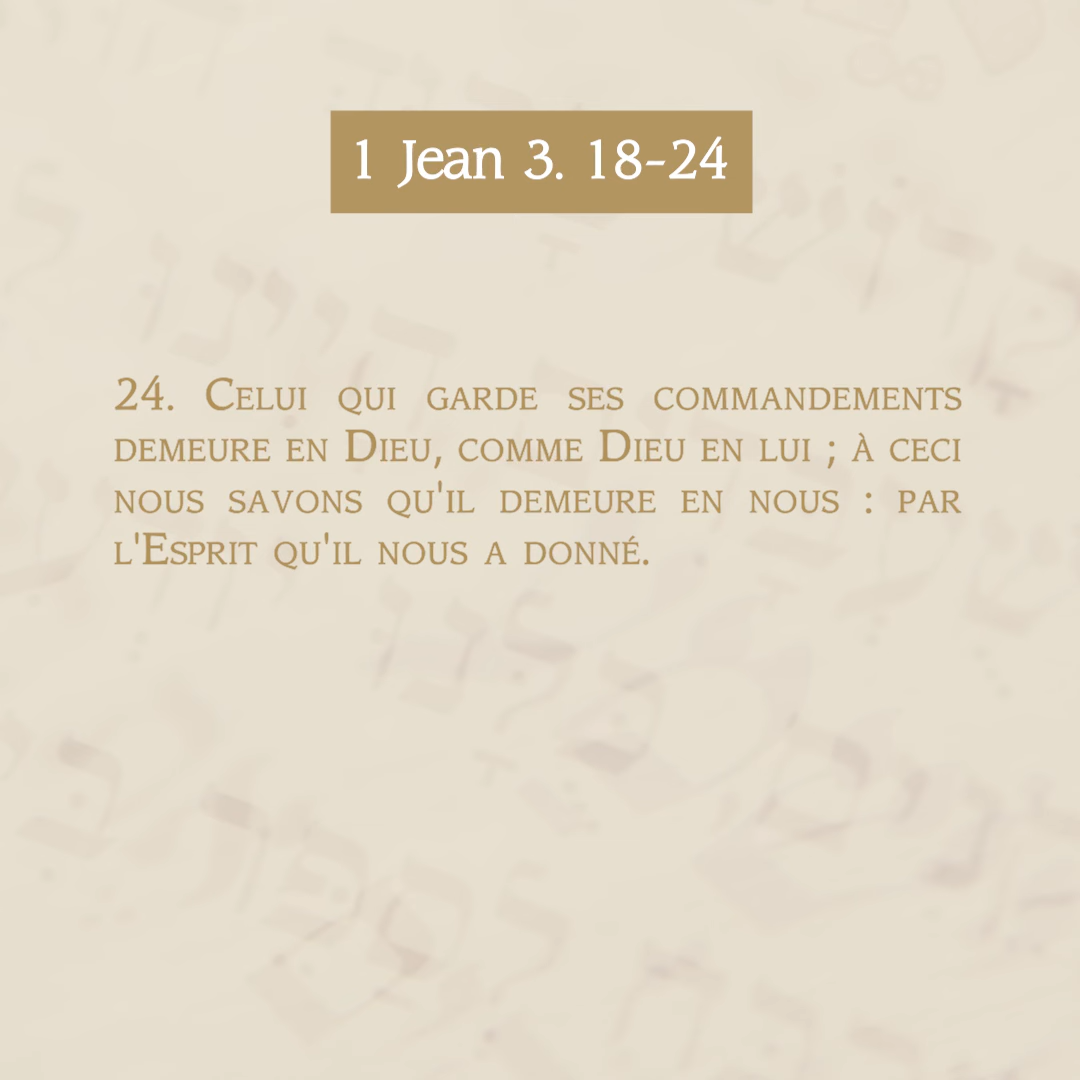 1 Jean 3. 18-24
24. Celui qui garde ses commandements
demeure en Dieu, comme Dieu en lui ; à ceci
nous savons qu'il demeure en nous : par
l'Esprit qu'il nous a donné.